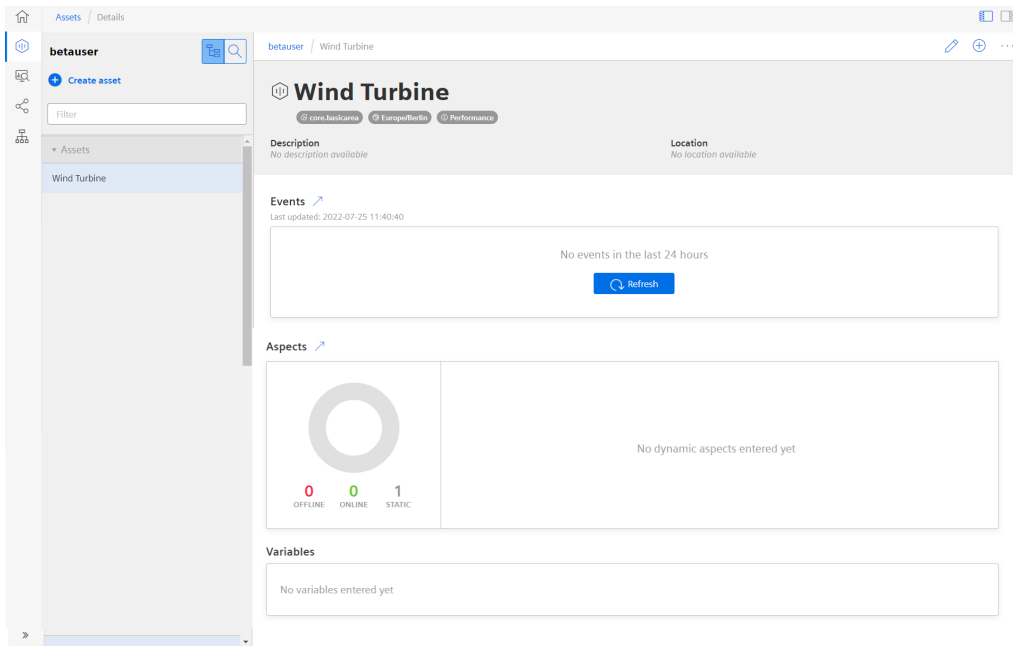 Assets / Details
betauser
Create asset
Filter
Assets
Wind Turbine
betauser / Wind Turbine
Wind Turbine
core.basicarea Europe/Berlin Performance
Description
No description available
Location
No location available
Events
Last updated: 2022-07-25 11:40:40
No events in the last 24 hours
Refresh
Aspects
0 0 1
OFFLINE ONLINE STATIC
No dynamic aspects entered yet
Variables
No variables entered yet